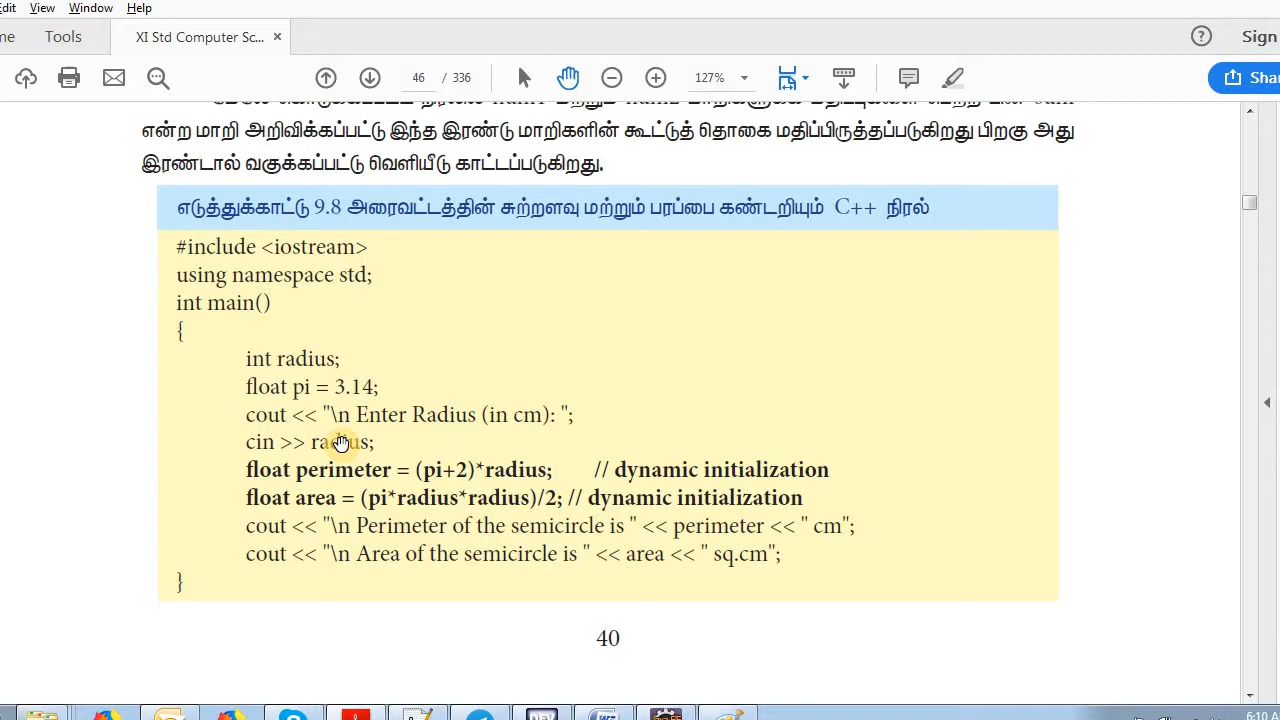 Edit View Window Help
Tools XI Std Computer Sc... × Sign
46 / 336 127% Shar
என்ற மாறி அறிவிக்கப்பட்டு இந்த இரண்டு மாறிகளின் கூட்டுத் தொகை மதிப்பிருத்தப்படுகிறது பிறகு அது
இரண்டால் வகுக்கப்பட்டு வெளியீடு காட்டப்படுகிறது.
எடுத்துக்காட்டு 9.8 அரைவட்டத்தின் சுற்றளவு மற்றும் பரப்பை கண்டறியும் C++ நிரல்
#include <iostream>
using namespace std;
int main()
{
int radius;
float pi = 3.14;
cout << "\n Enter Radius (in cm): ";
cin >> radius;
float perimeter = (pi+2)*radius; // dynamic initialization
float area = (pi*radius*radius)/2; // dynamic initialization
cout << "\n Perimeter of the semicircle is " << perimeter << " cm";
cout << "\n Area of the semicircle is " << area << " sq.cm";
}
40
DEV
6:10 A